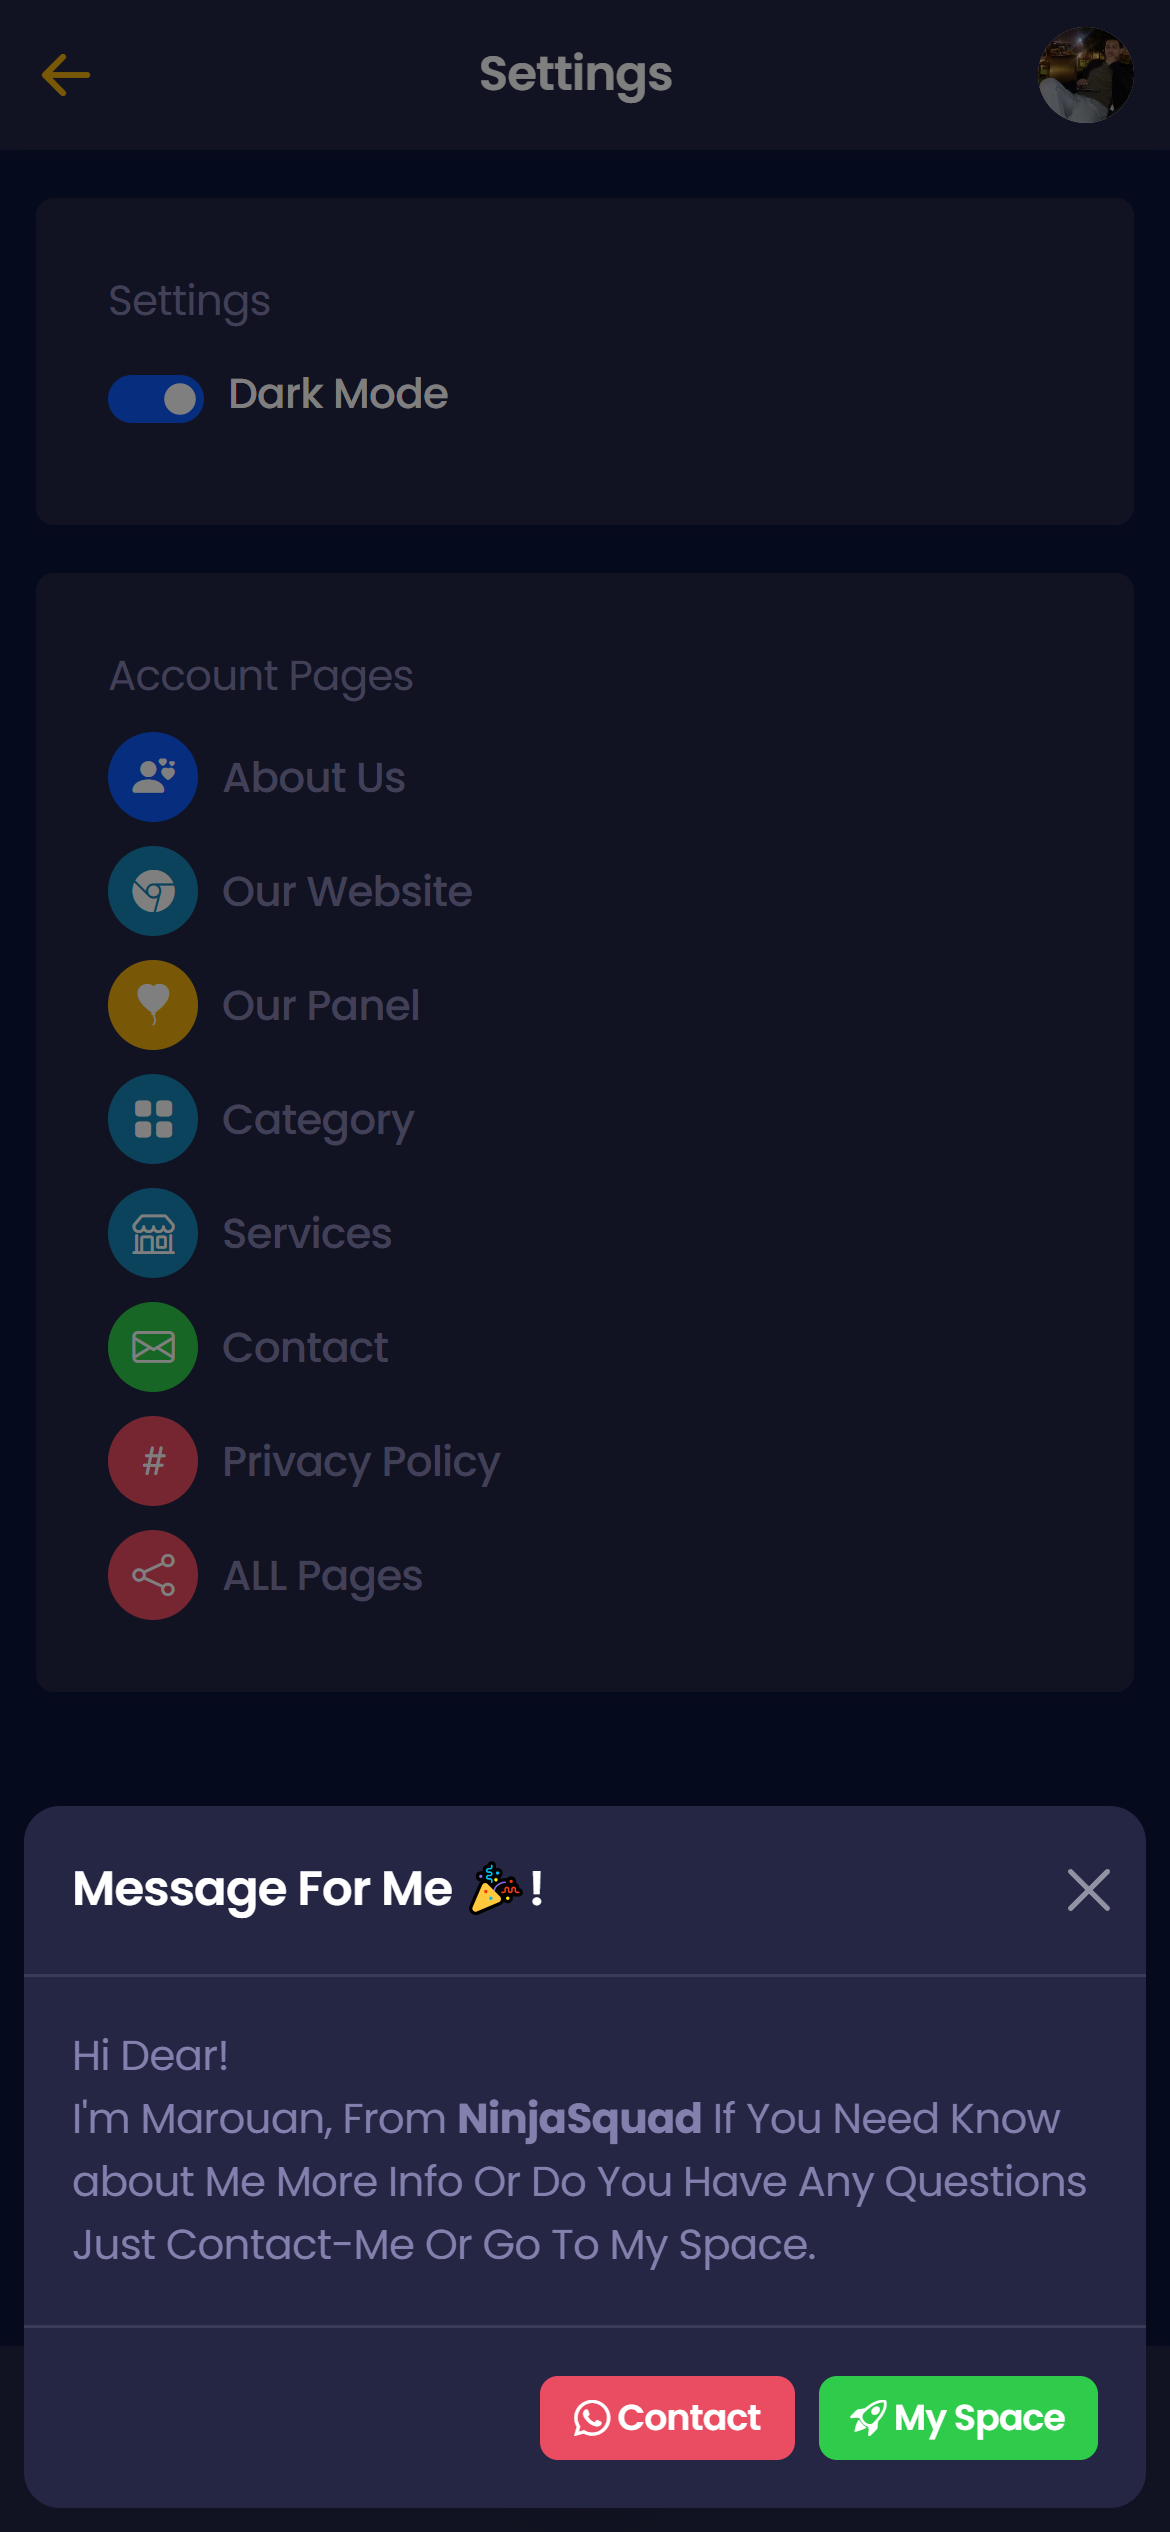 Settings
Settings
Dark Mode
Account Pages
About Us
Our Website
Our Panel
Category
Services
Contact
# Privacy Policy
ALL Pages
Message For Me 🎉!
Hi Dear!
I'm Marouan, From NinjaSquad If You Need Know
about Me More Info Or Do You Have Any Questions
Just Contact-Me Or Go To My Space.
Contact
My Space